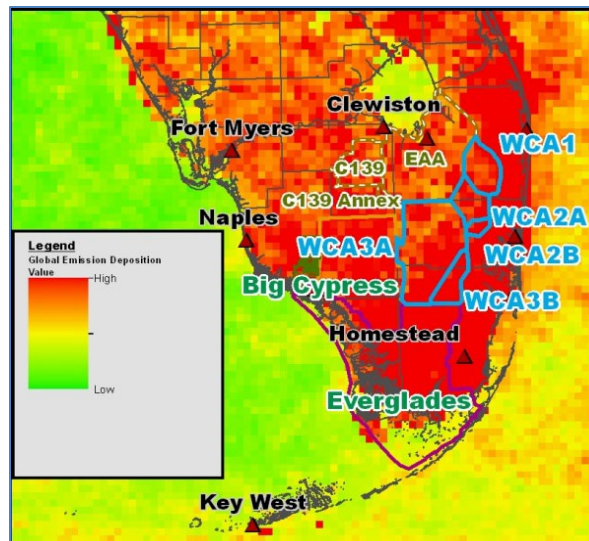 Clewiston
Fort Myers
WCA1
EAA
C139
C139 Annex
Naples
WCA2A
WCA3A
WCA2B
Legend
Global Emission Deposition
Value
High
Low
Big Cypress
WCA3B
Homestead
Everglades
Key West